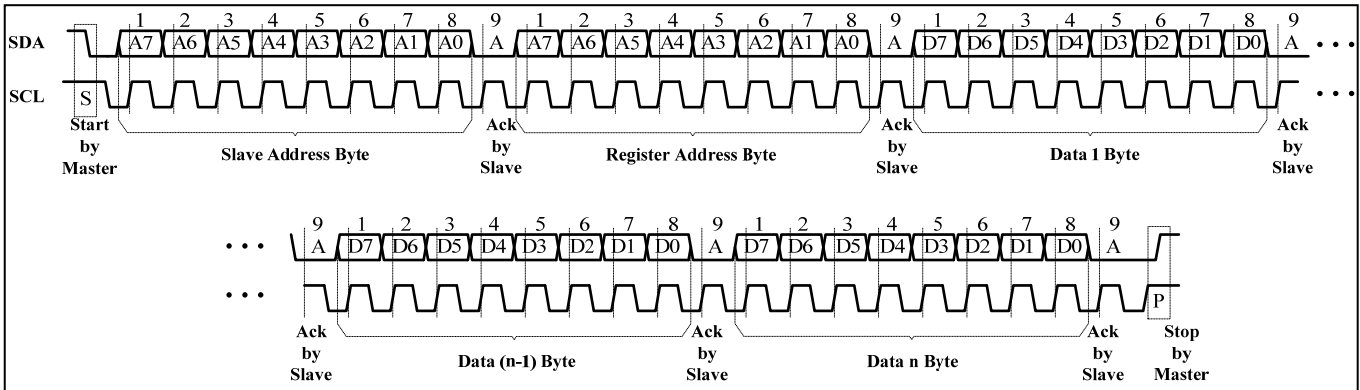 1 2 3 4 5 6 7 8 9 1 2 3 4 5 6 7 8 9 1 2 3 4 5 6 7 8 9
SDA A7 A6 A5 A4 A3 A2 A1 A0 A A7 A6 A5 A4 A3 A2 A1 A0 A D7 D6 D5 D4 D3 D2 D1 D0 A • • •
SCL S • • •
Start by Master
Slave Address Byte
Ack by Slave
Register Address Byte
Ack by Slave
Data 1 Byte
Ack by Slave
9 1 2 3 4 5 6 7 8 9 1 2 3 4 5 6 7 8 9
• • • A D7 D6 D5 D4 D3 D2 D1 D0 A D7 D6 D5 D4 D3 D2 D1 D0 A
• • • P
Ack by Slave
Data (n-1) Byte
Ack by Slave
Data n Byte
Ack by Slave
Stop by Master